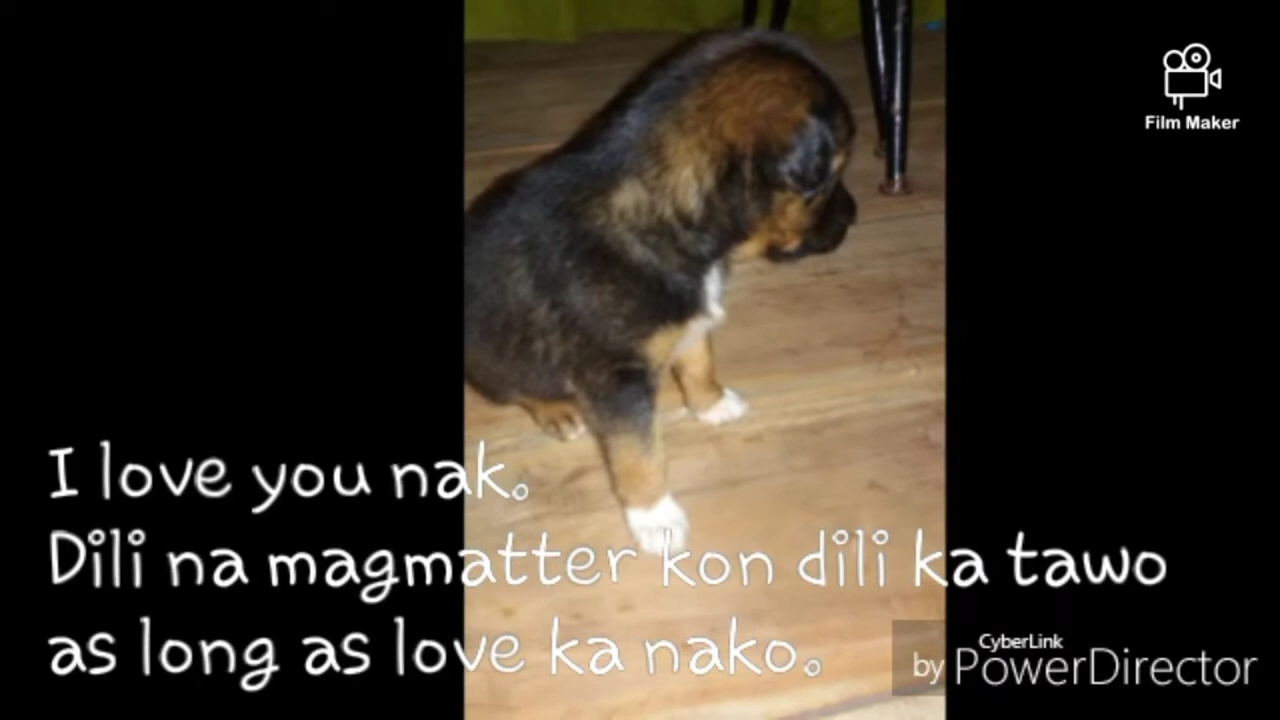 Film Maker
I love you nak.
Dili na magmatter kon dili ka tawo
as long as love ka nako.
CyberLink
by PowerDirector